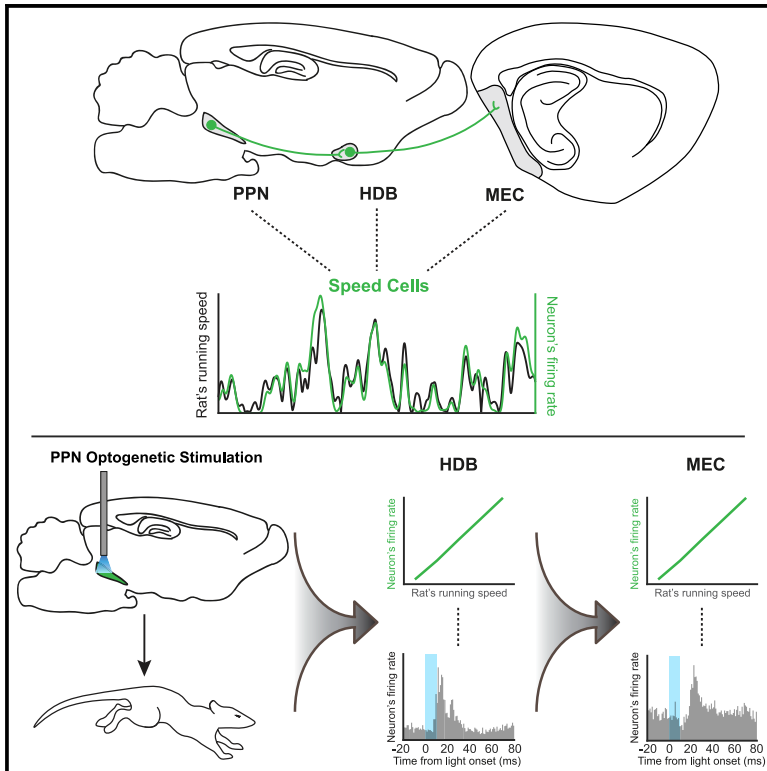 PPN
HDB
MEC
Speed Cells
Rat's running speed
Neuron's firing rate
PPN Optogenetic Stimulation
HDB
MEC
Neuron's firing rate
Rat's running speed
Neuron's firing rate
Rat's running speed
Neuron's firing rate
-20 0 20 40 60 80
Time from light onset (ms)
Neuron's firing rate
-20 0 20 40 60 80
Time from light onset (ms)